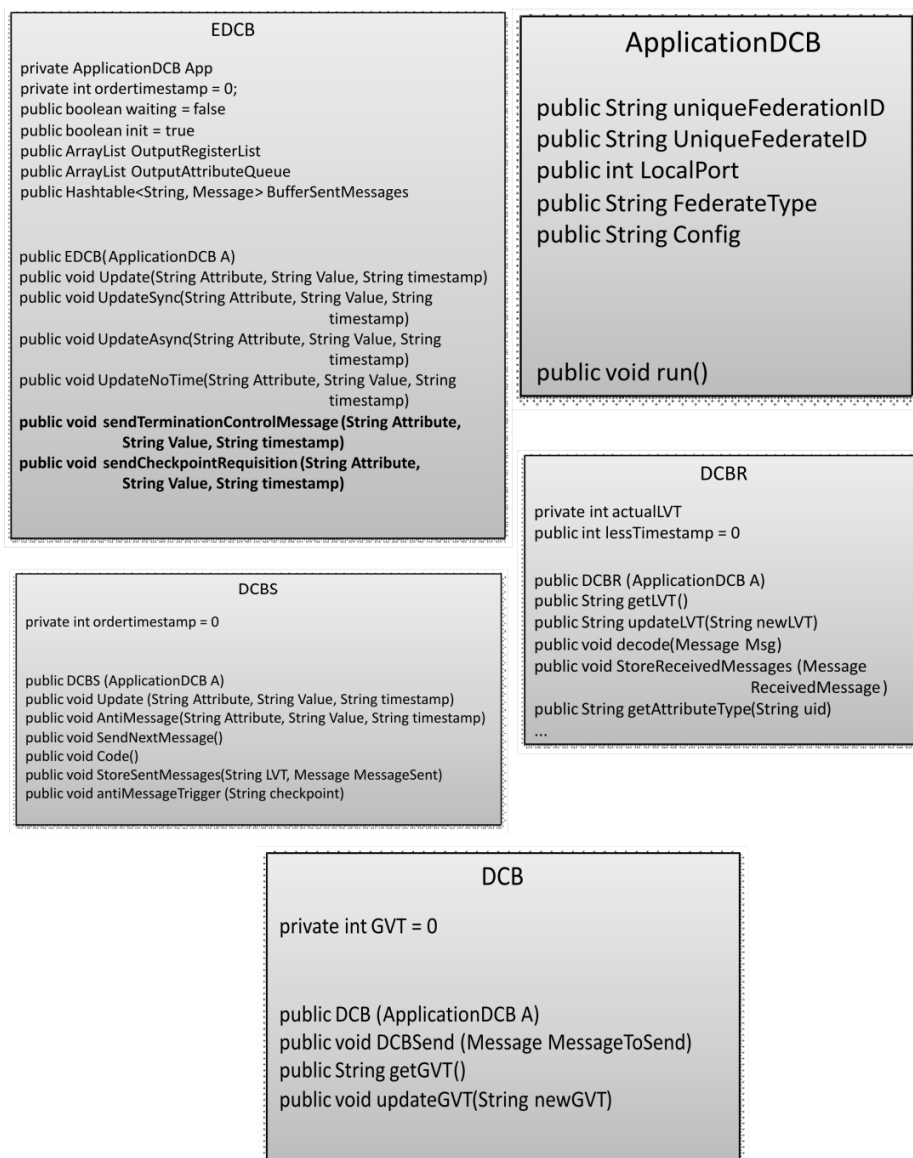 EDCB
private ApplicationDCB App
private int ordertimestamp = 0;
public boolean waiting = false
public boolean init = true
public ArrayList OutputRegisterList
public ArrayList OutputAttributeQueue
public Hashtable<String, Message> BufferSentMessages
public EDCB(ApplicationDCB A)
public void Update(String Attribute, String Value, String timestamp)
public void UpdateSync(String Attribute, String Value, String
timestamp)
public void UpdateAsync(String Attribute, String Value, String
timestamp)
public void UpdateNoTime(String Attribute, String Value, String
timestamp)
public void sendTerminationControlMessage (String Attribute,
String Value, String timestamp)
public void sendCheckpointRequisition (String Attribute,
String Value, String timestamp)
ApplicationDCB
public String uniqueFederationID
public String UniqueFederateID
public int LocalPort
public String FederateType
public String Config
public void run()
DCBR
private int actualLVT
public int lessTimestamp = 0
public DCBR (ApplicationDCB A)
public String getLVT()
public String updateLVT(String newLVT)
public void decode(Message Msg)
public void StoreReceivedMessages (Message
ReceivedMessage)
public String getAttributeType(String uid)
...
DCBS
private int ordertimestamp = 0
public DCBS (ApplicationDCB A)
public void Update (String Attribute, String Value, String timestamp)
public void AntiMessage(String Attribute, String Value, String timestamp)
public void SendNextMessage()
public void Code()
public void StoreSentMessages(String LVT, Message MessageSent)
public void antiMessageTrigger (String checkpoint)
DCB
private int GVT = 0
public DCB (ApplicationDCB A)
public void DCBSend (Message MessageToSend)
public String getGVT()
public void updateGVT(String newGVT)